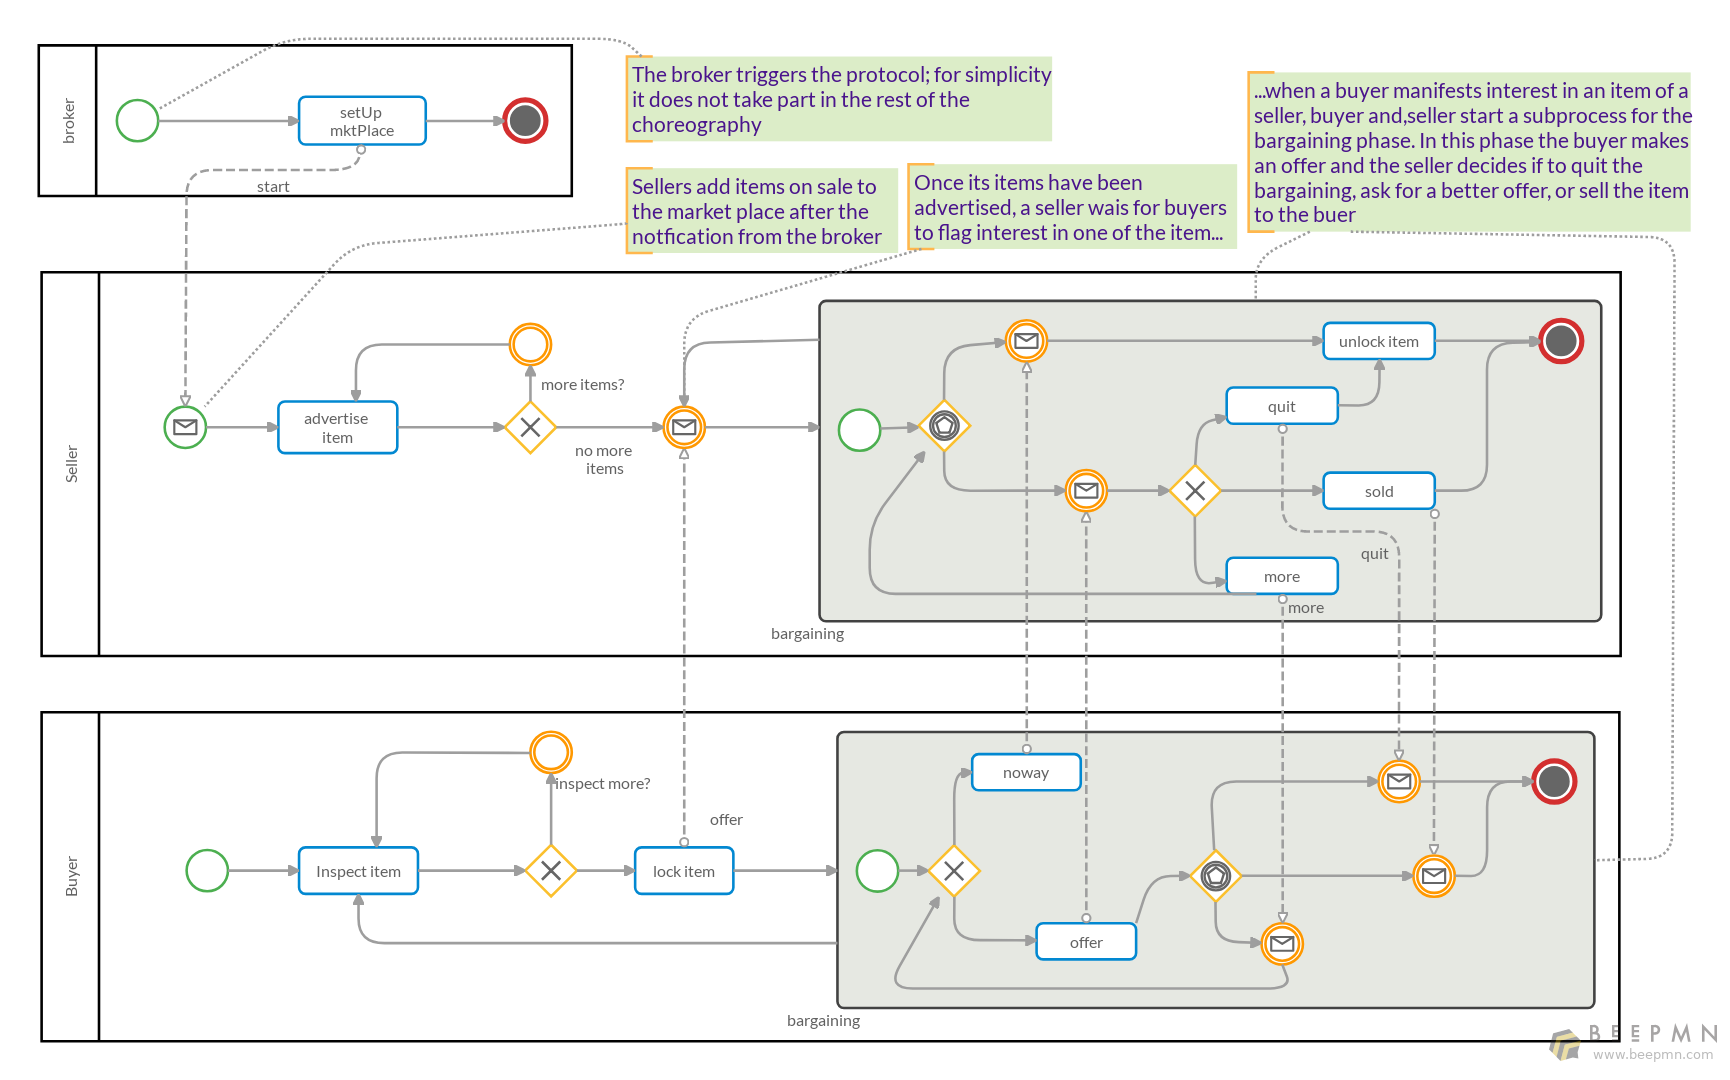 The broker triggers the protocol; for simplicity
it does not take part in the rest of the
choreography
...when a buyer manifests interest in an item of a
seller, buyer and,seller start a subprocess for the
bargaining phase. In this phase the buyer makes
an offer and the seller decides if to quit the
bargaining, ask for a better offer, or sell the item
to the buer
broker
setUp
mktPlace
start
Sellers add items on sale to
the market place after the
notfication from the broker
Once its items have been
advertised, a seller wais for buyers
to flag interest in one of the item...
Seller
advertise
item
more items?
no more
items
unlock item
quit
sold
quit
more
more
bargaining
Buyer
inspect more?
Inspect item
offer
lock item
noway
offer
bargaining
BEEPMN
www.beepmn.com